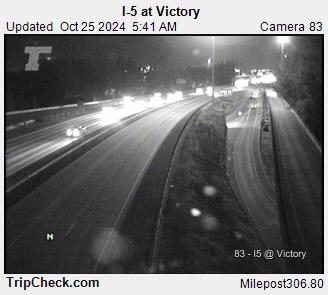 I-5 at Victory
Updated Oct 25 2024 5:41 AM Camera 83
T
N
83 - I5 @ Victory
TripCheck.com Milepost306.80